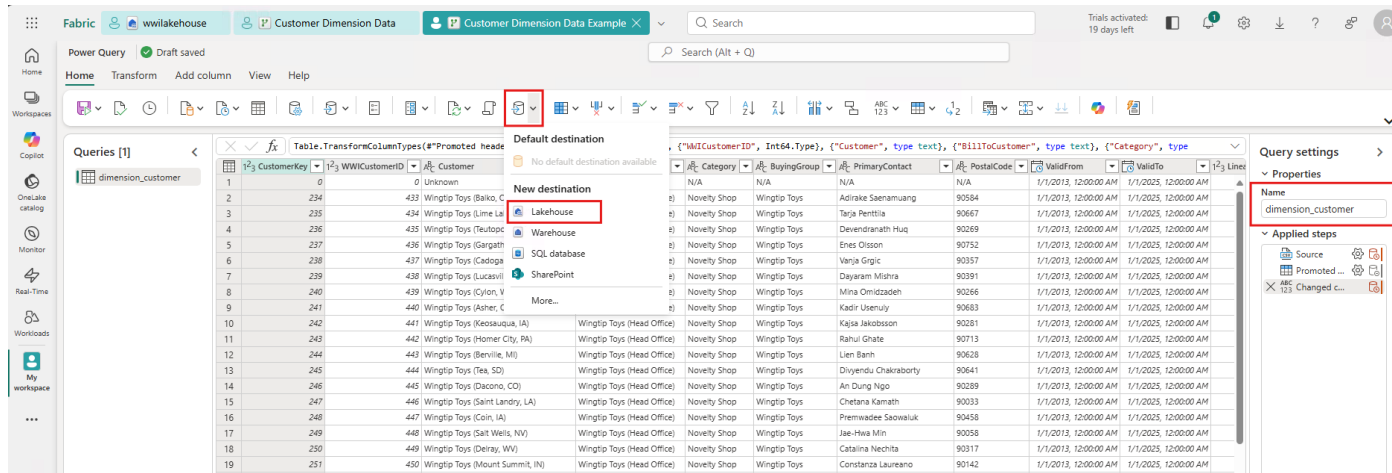 Fabric wwilakehouse Customer Dimension Data Customer Dimension Data Example Search Trials activated: 19 days left 1 ?
Home
Workspaces
Copilot
OneLake catalog
Monitor
Real-Time
Workloads
My workspace
Power Query Draft saved Search (Alt + Q)
Home Transform Add column View Help
Queries [1]
dimension_customer
fx Table.TransformColumnTypes(#"Promoted heade , {"WWICustomerID", Int64.Type}, {"Customer", type text}, {"BillToCustomer", type text}, {"Category", type
Default destination
No default destination available
New destination
Lakehouse
Warehouse
SQL database
SharePoint
More...
CustomerKey WWICustomerID Customer Category BuyingGroup PrimaryContact PostalCode ValidFrom ValidTo Linea
1 0 0 Unknown N/A N/A N/A N/A 1/1/2013, 12:00:00 AM 1/1/2025, 12:00:00 AM
2 234 433 Wingtip Toys (Balko, O e) Novelty Shop Wingtip Toys Adirake Saenamuang 90584 1/1/2013, 12:00:00 AM 1/1/2025, 12:00:00 AM
3 235 434 Wingtip Toys (Lime La e) Novelty Shop Wingtip Toys Tarja Penttila 90667 1/1/2013, 12:00:00 AM 1/1/2025, 12:00:00 AM
4 236 435 Wingtip Toys (Teutopo e) Novelty Shop Wingtip Toys Devendranath Huq 90269 1/1/2013, 12:00:00 AM 1/1/2025, 12:00:00 AM
5 237 436 Wingtip Toys (Gargath e) Novelty Shop Wingtip Toys Enes Olsson 90752 1/1/2013, 12:00:00 AM 1/1/2025, 12:00:00 AM
6 238 437 Wingtip Toys (Cadoga e) Novelty Shop Wingtip Toys Vanja Grgic 90357 1/1/2013, 12:00:00 AM 1/1/2025, 12:00:00 AM
7 239 438 Wingtip Toys (Lucasvil e) Novelty Shop Wingtip Toys Dayaram Mishra 90391 1/1/2013, 12:00:00 AM 1/1/2025, 12:00:00 AM
8 240 439 Wingtip Toys (Cylon, e) Novelty Shop Wingtip Toys Mina Omidzadeh 90266 1/1/2013, 12:00:00 AM 1/1/2025, 12:00:00 AM
9 241 440 Wingtip Toys (Asher, e) Novelty Shop Wingtip Toys Kadir Usenuly 90580 1/1/2013, 12:00:00 AM 1/1/2025, 12:00:00 AM
10 242 441 Wingtip Toys (Keosauqua, IA) Wingtip Toys (Head Office) Novelty Shop Wingtip Toys Kajsa Jakobsson 90281 1/1/2013, 12:00:00 AM 1/1/2025, 12:00:00 AM
11 243 442 Wingtip Toys (Homer City, PA) Wingtip Toys (Head Office) Novelty Shop Wingtip Toys Rahul Ghate 90713 1/1/2013, 12:00:00 AM 1/1/2025, 12:00:00 AM
12 244 443 Wingtip Toys (Berville, MI) Wingtip Toys (Head Office) Novelty Shop Wingtip Toys Lien Banh 90628 1/1/2013, 12:00:00 AM 1/1/2025, 12:00:00 AM
13 245 444 Wingtip Toys (Tea, SD) Wingtip Toys (Head Office) Novelty Shop Wingtip Toys Divyendu Chakraborty 90641 1/1/2013, 12:00:00 AM 1/1/2025, 12:00:00 AM
14 246 445 Wingtip Toys (Dacono, CO) Wingtip Toys (Head Office) Novelty Shop Wingtip Toys An Dung Ngo 90289 1/1/2013, 12:00:00 AM 1/1/2025, 12:00:00 AM
15 247 446 Wingtip Toys (Saint Landry, LA) Wingtip Toys (Head Office) Novelty Shop Wingtip Toys Chetana Kamath 90033 1/1/2013, 12:00:00 AM 1/1/2025, 12:00:00 AM
16 248 447 Wingtip Toys (Coin, IA) Wingtip Toys (Head Office) Novelty Shop Wingtip Toys Premwadee Saowaluk 90458 1/1/2013, 12:00:00 AM 1/1/2025, 12:00:00 AM
17 249 448 Wingtip Toys (Salt Wells, NV) Wingtip Toys (Head Office) Novelty Shop Wingtip Toys Jae-Hwa Min 90058 1/1/2013, 12:00:00 AM 1/1/2025, 12:00:00 AM
18 250 449 Wingtip Toys (Delray, WV) Wingtip Toys (Head Office) Novelty Shop Wingtip Toys Catalina Nechita 90317 1/1/2013, 12:00:00 AM 1/1/2025, 12:00:00 AM
19 251 450 Wingtip Toys (Mount Summit, IN) Wingtip Toys (Head Office) Novelty Shop Wingtip Toys Constanza Laureano 90142 1/1/2013, 12:00:00 AM 1/1/2025, 12:00:00 AM
Query settings
Properties
Name
dimension_customer
Applied steps
Source
Promoted ...
Changed c...